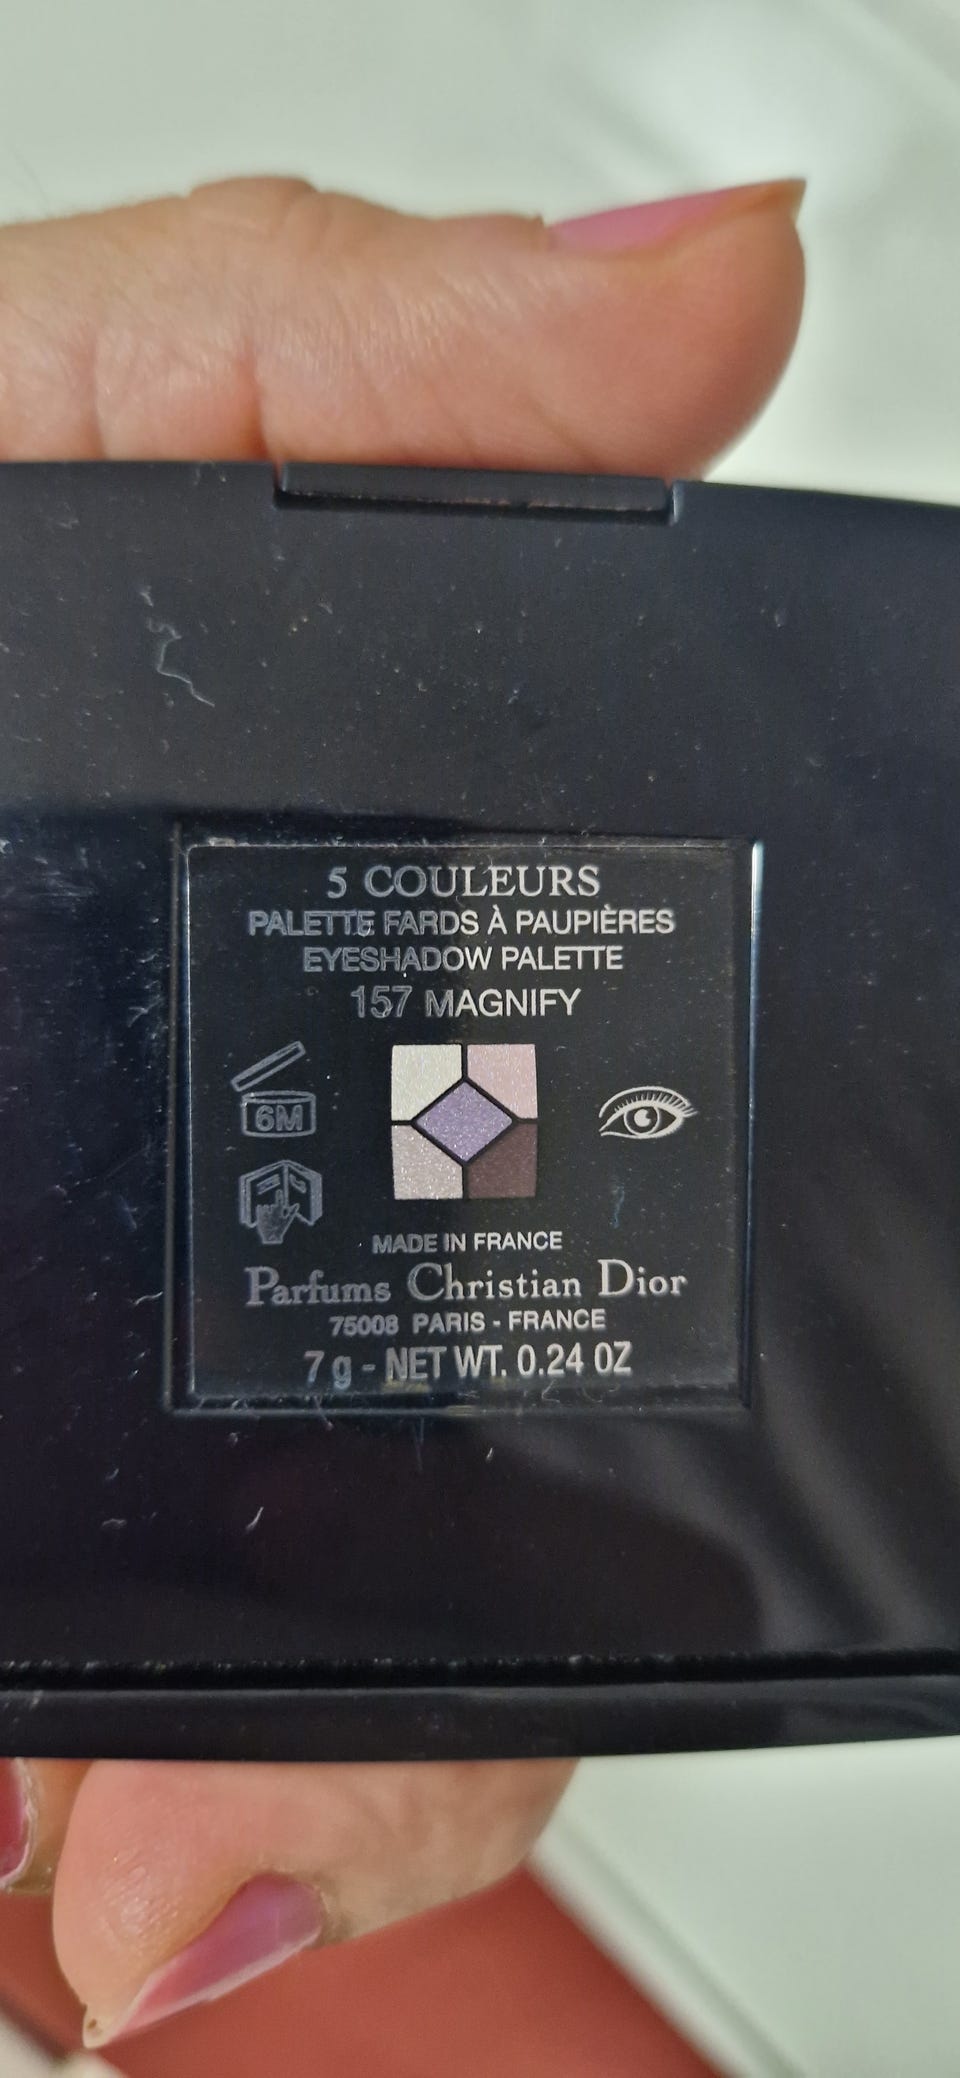 5 COULEURS
PALETTE FARDS À PAUPIÈRES
EYESHADOW PALETTE
157 MAGNIFY
6M
MADE IN FRANCE
Parfums Christian Dior
75008 PARIS - FRANCE
7 g - NET WT. 0.24 OZ